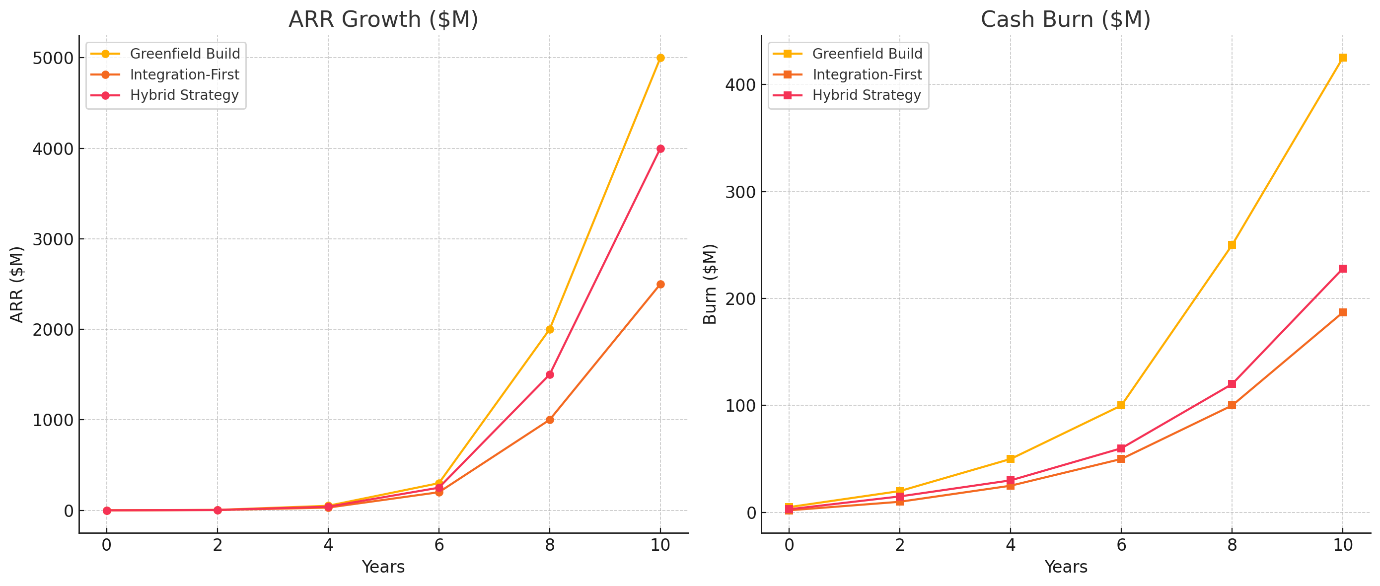 ARR Growth ($M)
Greenfield Build
Integration-First
Hybrid Strategy
5000
4000
3000
2000
1000
0
ARR ($M)
0 2 4 6 8 10
Years
Cash Burn ($M)
Greenfield Build
Integration-First
Hybrid Strategy
400
300
200
100
0
Burn ($M)
0 2 4 6 8 10
Years